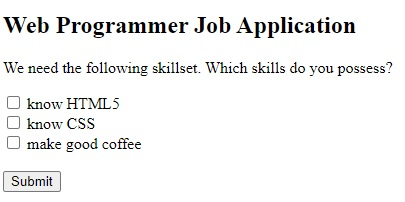 Web Programmer Job Application
We need the following skillset. Which skills do you possess?
know HTML5
know CSS
make good coffee
Submit